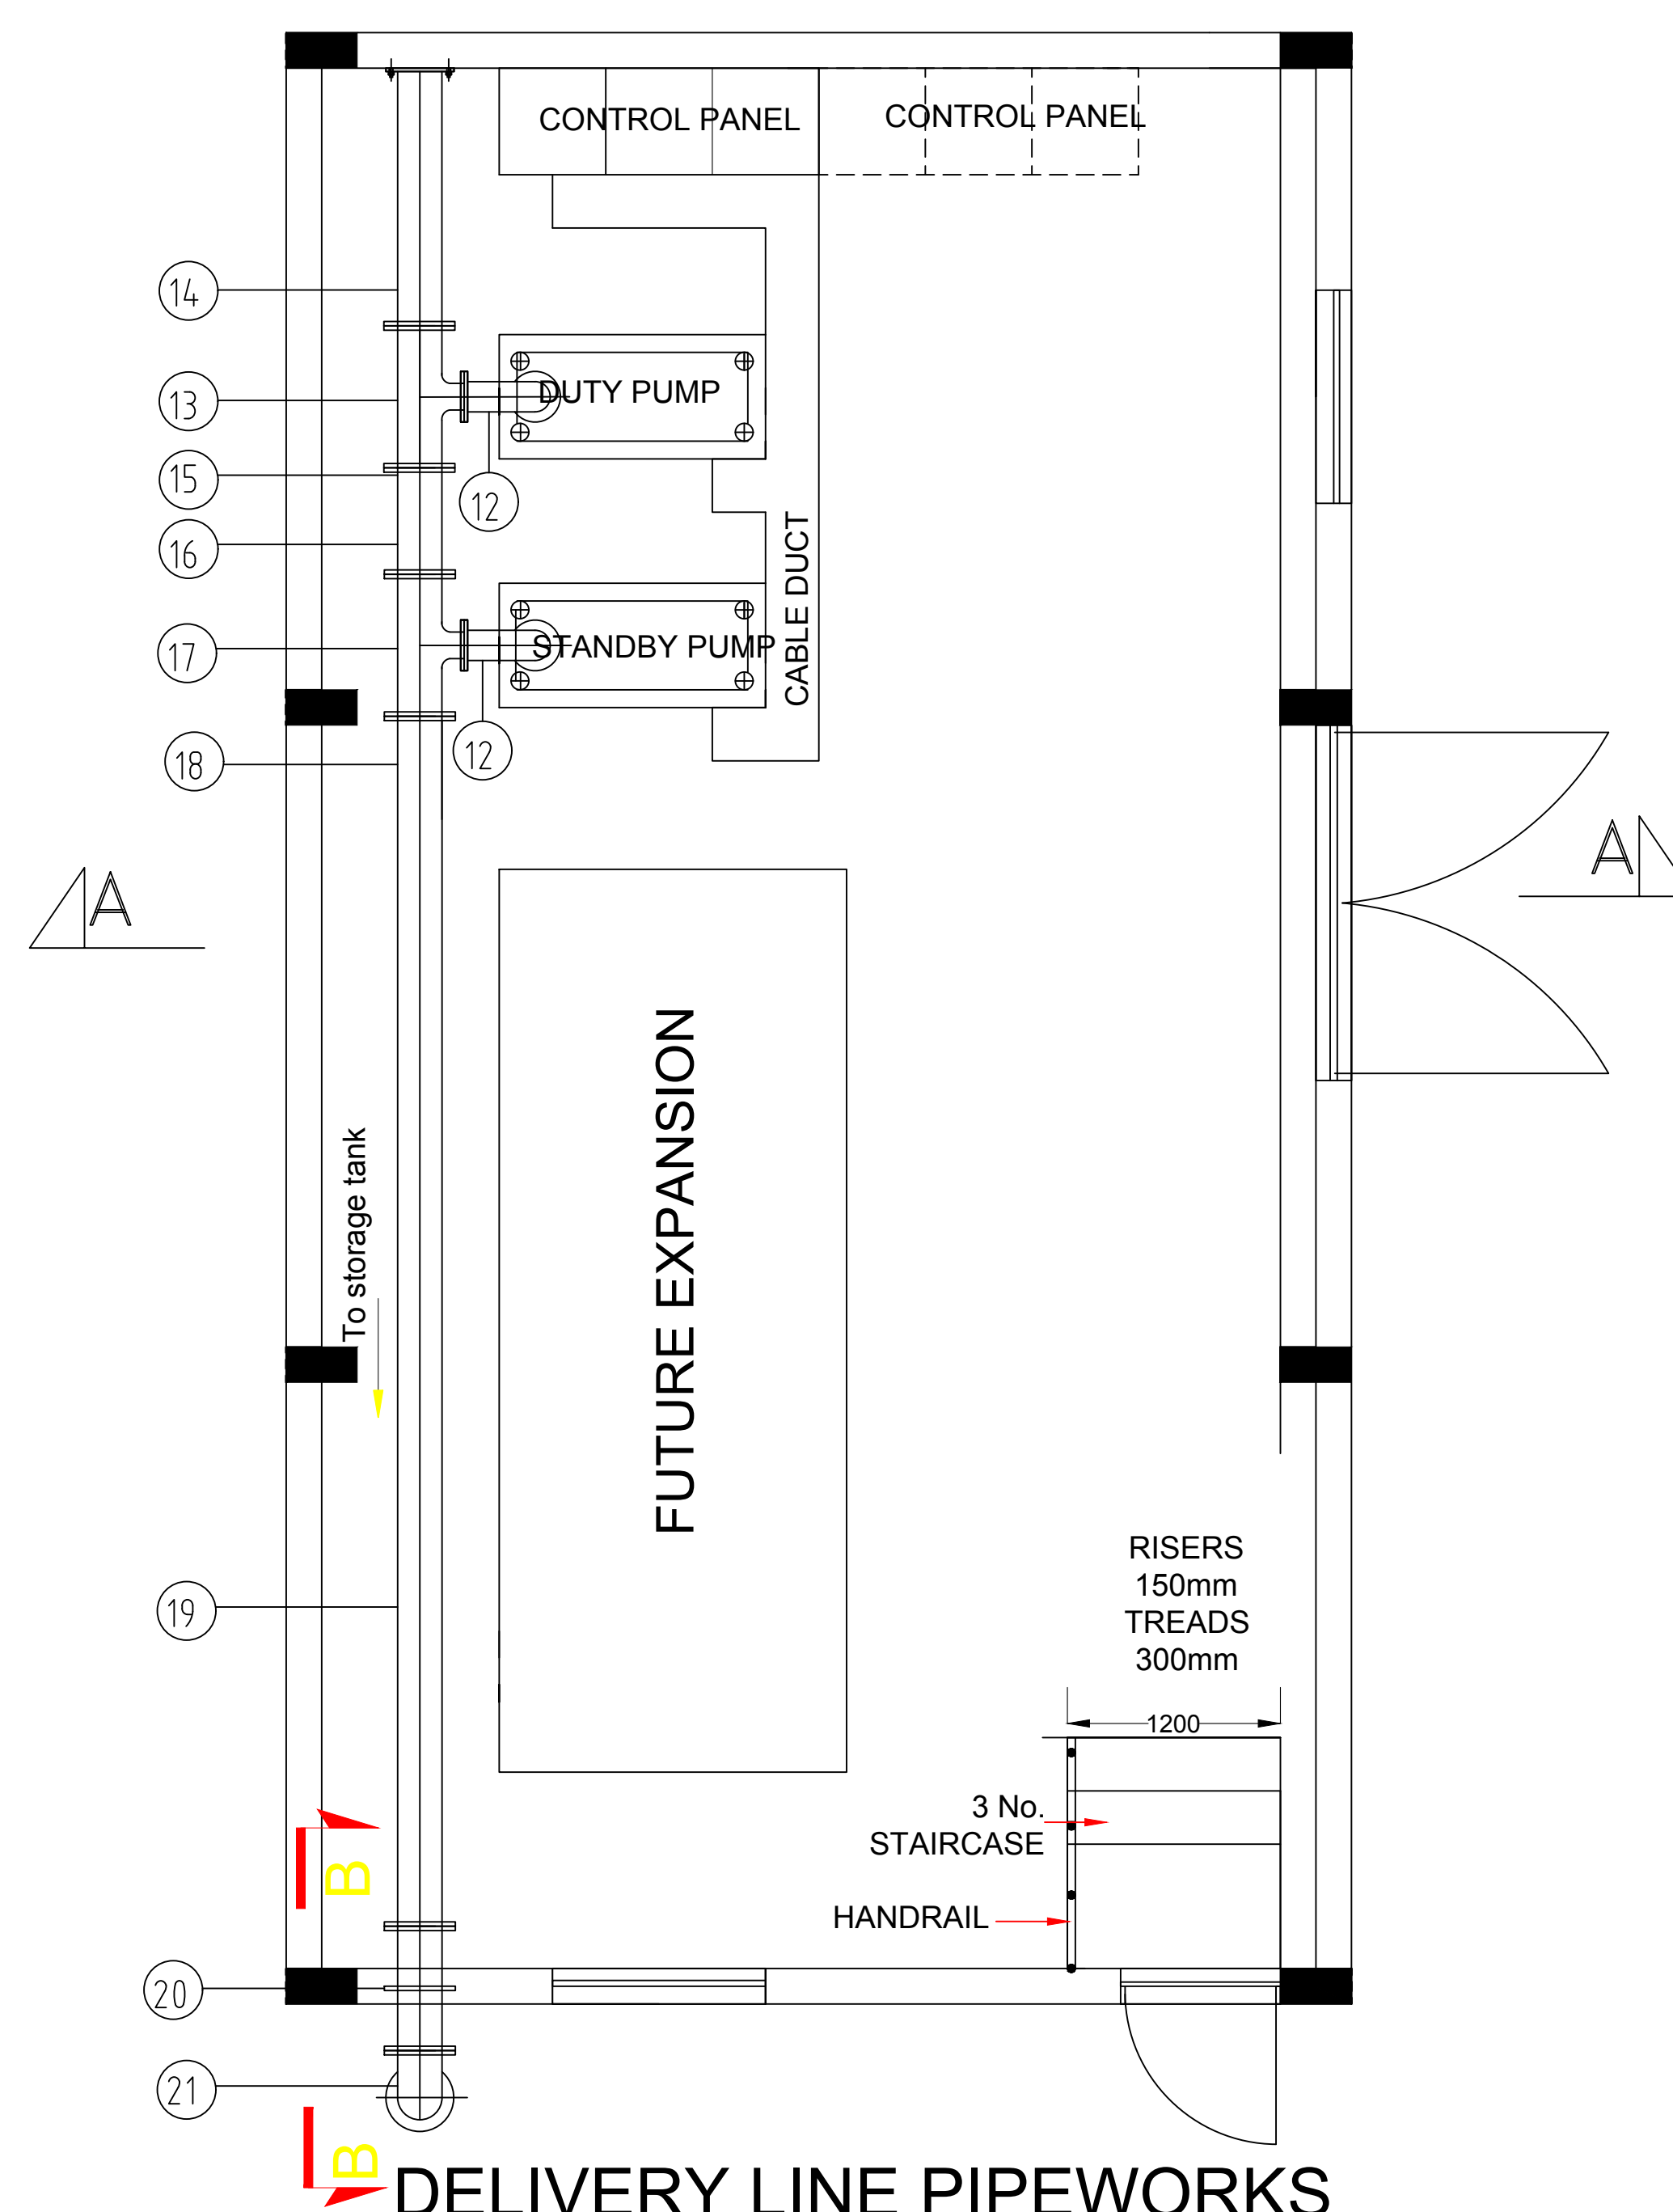 CONTROL PANEL
CONTROL PANEL
14
13
DUTY PUMP
15
12
16
CABLE DUCT
17
STANDBY PUMP
18
12
A
A
To storage tank
FUTURE EXPANSION
RISERS
150mm
TREADS
300mm
19
1200
3 No.
STAIRCASE
B
HANDRAIL
20
21
B
DELIVERY LINE PIPEWORKS